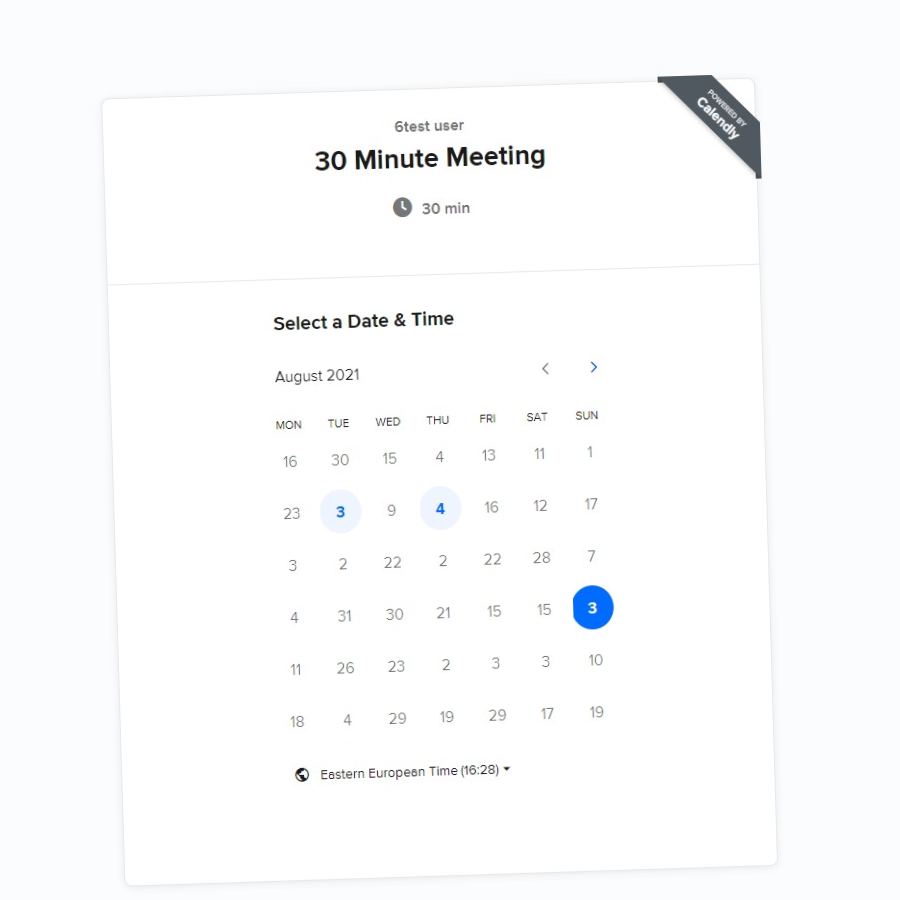 POWERED BY
Calendly
6test user
30 Minute Meeting
30 min
Select a Date & Time
August 2021
MON TUE WED THU FRI SAT SUN
16 30 15 4 13 11 1
23 3 9 4 16 12 17
3 2 22 2 22 28 7
4 31 30 21 15 15 3
11 26 23 2 3 3 10
18 4 29 19 29 17 19
Eastern European Time (16:28)